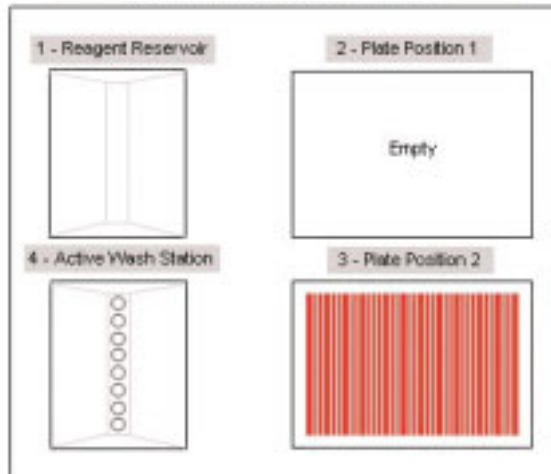 1 - Reagent Reservoir
2 - Plate Position 1
Empty
4 - Active Wash Station
3 - Plate Position 2